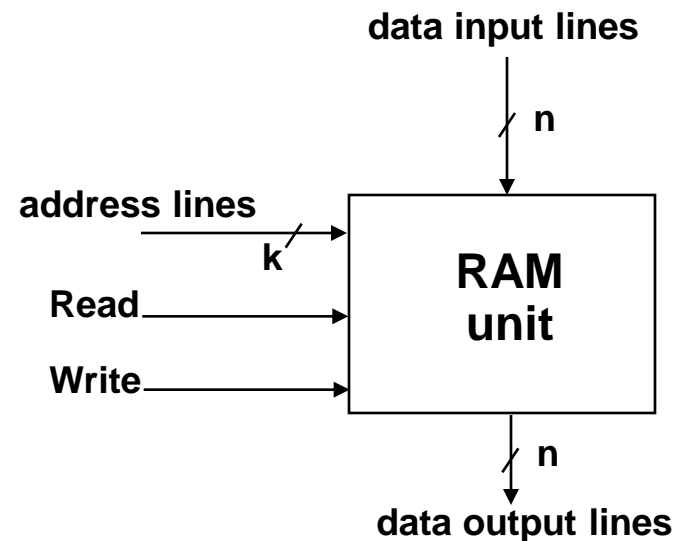 data input lines
n
address lines
k
Read
Write
RAM
unit
n
data output lines